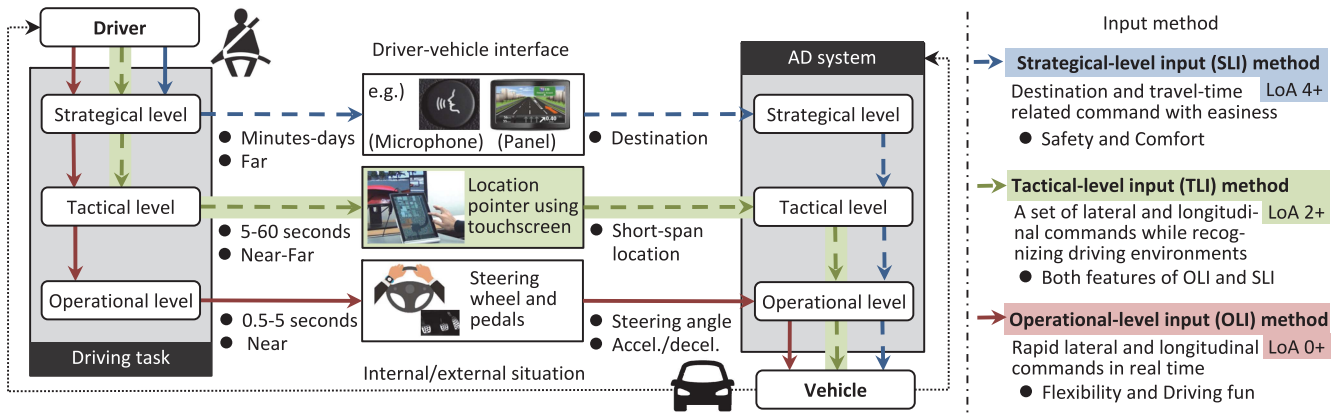 Driver
Driver-vehicle interface
Input method
AD system
Strategical-level input (SLI) method
LoA 4+
Destination and travel-time
related command with easiness
● Safety and Comfort
Strategical level
e.g.)
(Microphone)
(Panel)
Strategical level
● Minutes-days
● Far
● Destination
Tactical-level input (TLI) method
LoA 2+
A set of lateral and longitudi-
nal commands while recog-
nizing driving environments
● Both features of OLI and SLI
Tactical level
Location
pointer using
touchscreen
Tactical level
● 5-60 seconds
● Near-Far
● Short-span
location
Operational level
Steering
wheel and
pedals
Operational level
● 0.5-5 seconds
● Near
● Steering angle
● Accel./decel.
Operational-level input (OLI) method
LoA 0+
Rapid lateral and longitudinal
commands in real time
● Flexibility and Driving fun
Driving task
Internal/external situation
Vehicle